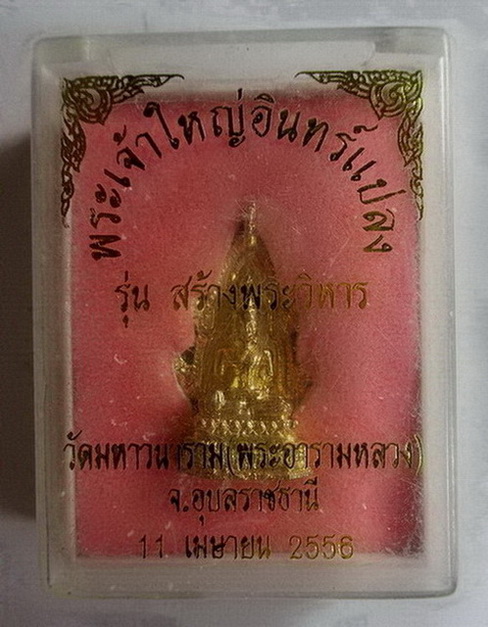 พระเจ้าใหญ่อินทร์แปลง
รุ่น สร้างพระวิหาร
วัดมหาวนาราม(พระอารามหลวง)
จ.อุบลราชธานี
11 เมษายน 2556